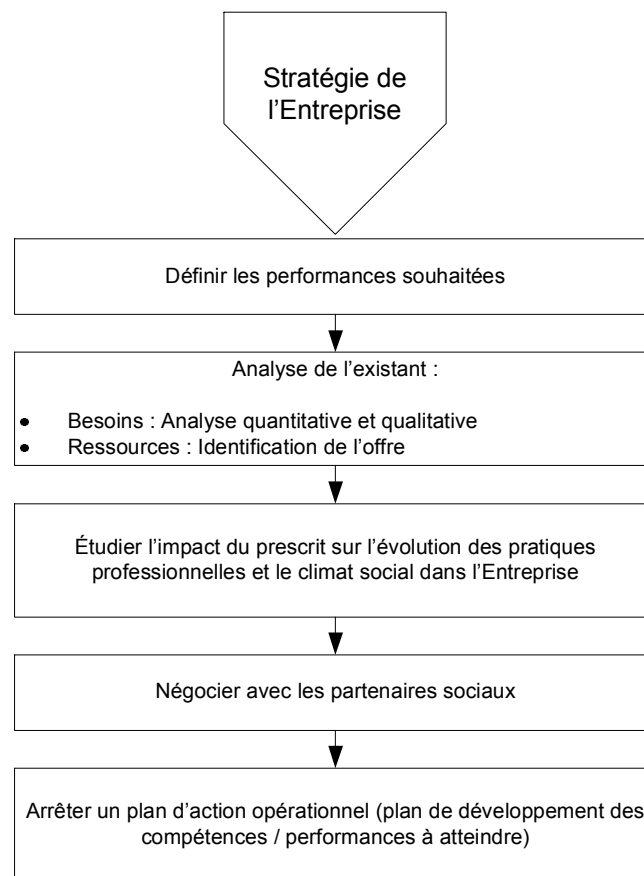 Stratégie de
l’Entreprise
Définir les performances souhaitées
Analyse de l’existant :
• Besoins : Analyse quantitative et qualitative
• Ressources : Identification de l’offre
Étudier l’impact du prescrit sur l’évolution des pratiques
professionnelles et le climat social dans l’Entreprise
Négocier avec les partenaires sociaux
Arrêter un plan d’action opérationnel (plan de développement des
compétences / performances à atteindre)